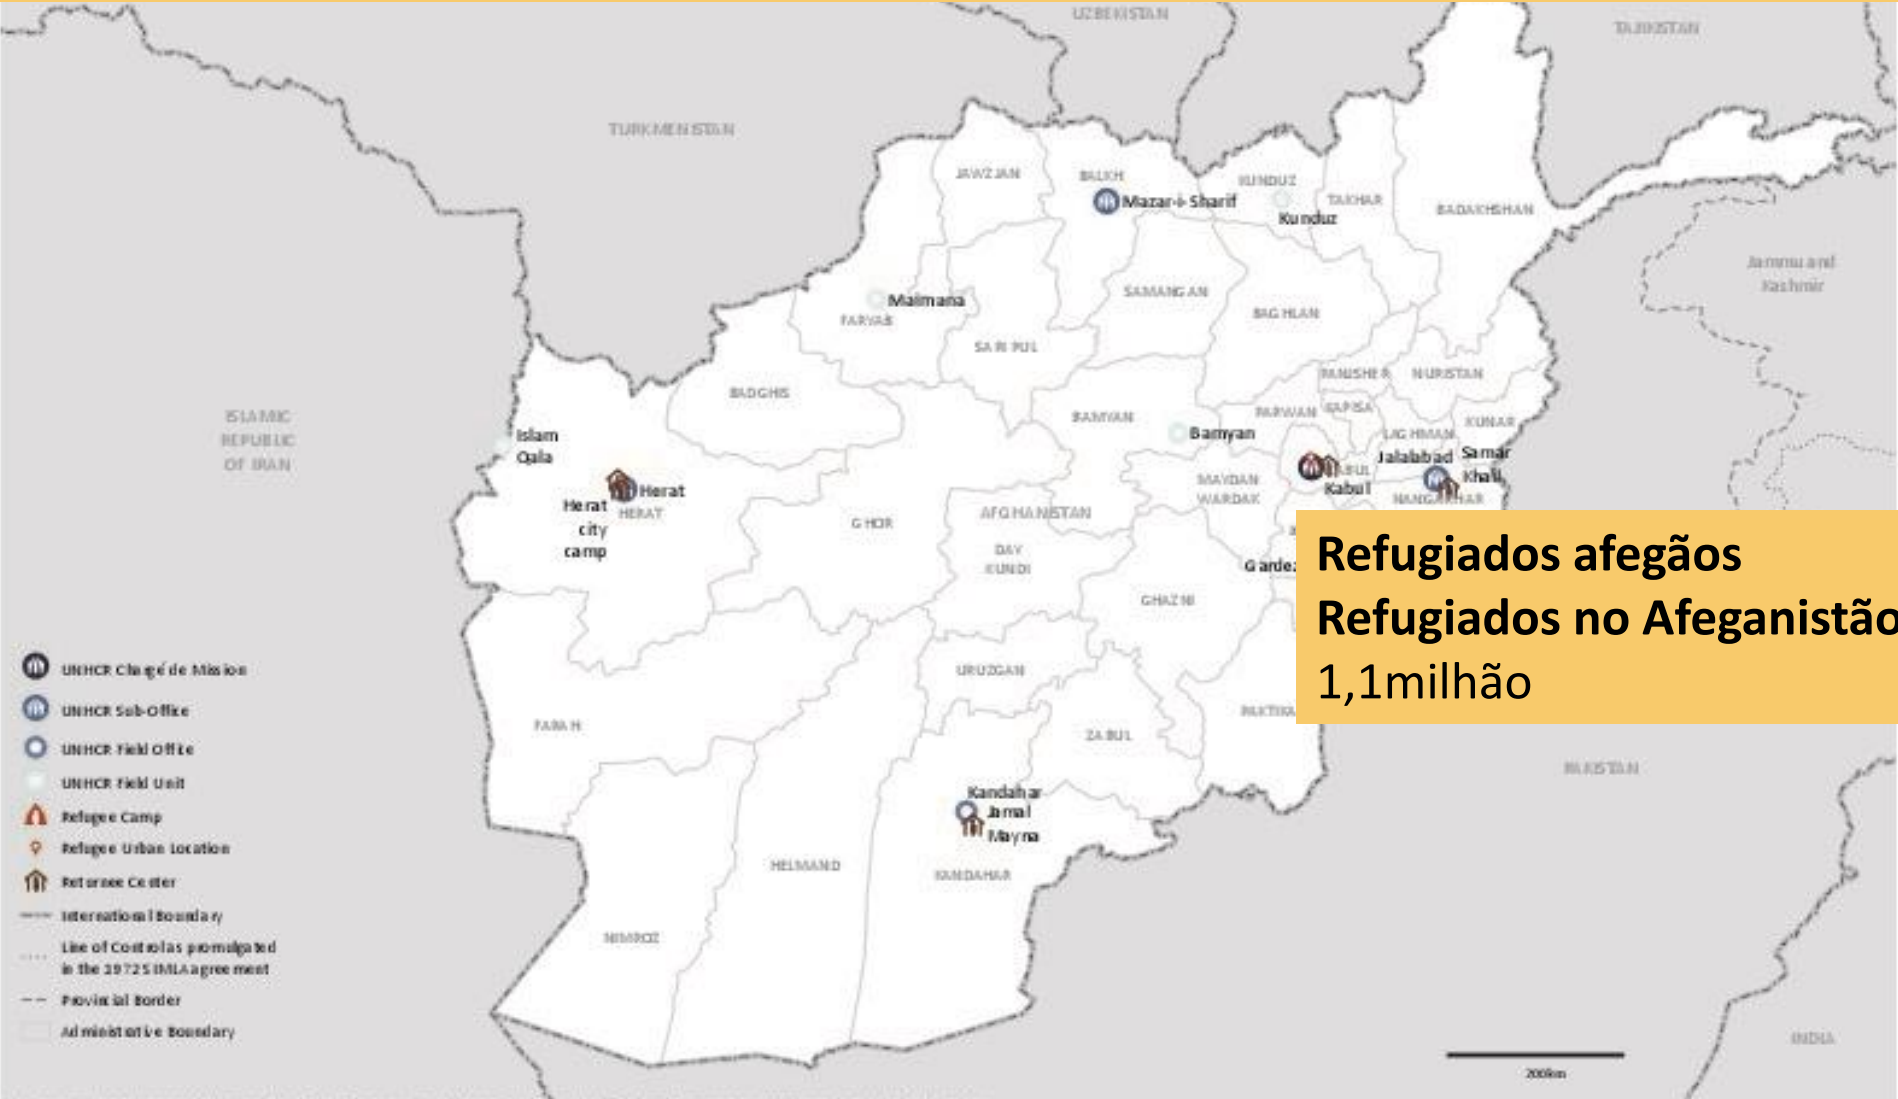 UZBEKISTAN
TAJIKISTAN
TURKMENISTAN
JAWZJAN
BALKH
Mazar-i- Sharif
KUNDUZ
Kunduz
TAKHAR
BADAKHSHAN
Jammu and
Kashmir
Maimana
FARYAB
SAMANGAN
BAGHLAN
SARI PUL
BADGHIS
PANJSHER
NURISTAN
ISLAMIC
REPUBLIC
OF IRAN
Islam
Qala
BAMYAN
Bamyan
PARWAN
KAPISA
LAGHMAN
KUNAR
Jalalabad
Samar
Khalil
Kabul
NANGARHAR
MAYDAN
WARDAK
Herat
Herat
city
camp
HERAT
GHOR
AFGHANISTAN
DAY
KUNDI
GHAZNI
Refugiados afegãos
Refugiados no Afeganistão
1,1milhão
URUZGAN
PAKTIKA
ZABUL
FARAH
PAKISTAN
Kandahar
Jamal
Mayna
HELMAND
KANDAHAR
NIMROZ
INDIA
200km
UNHCR Chargé de Mission
UNHCR Sub-Office
UNHCR Field Office
UNHCR Field Unit
Refugee Camp
Refugee Urban Location
Returnee Center
International Boundary
Line of Control as promulgated
in the 1972 SIMLA agreement
Provincial Border
Administrative Boundary